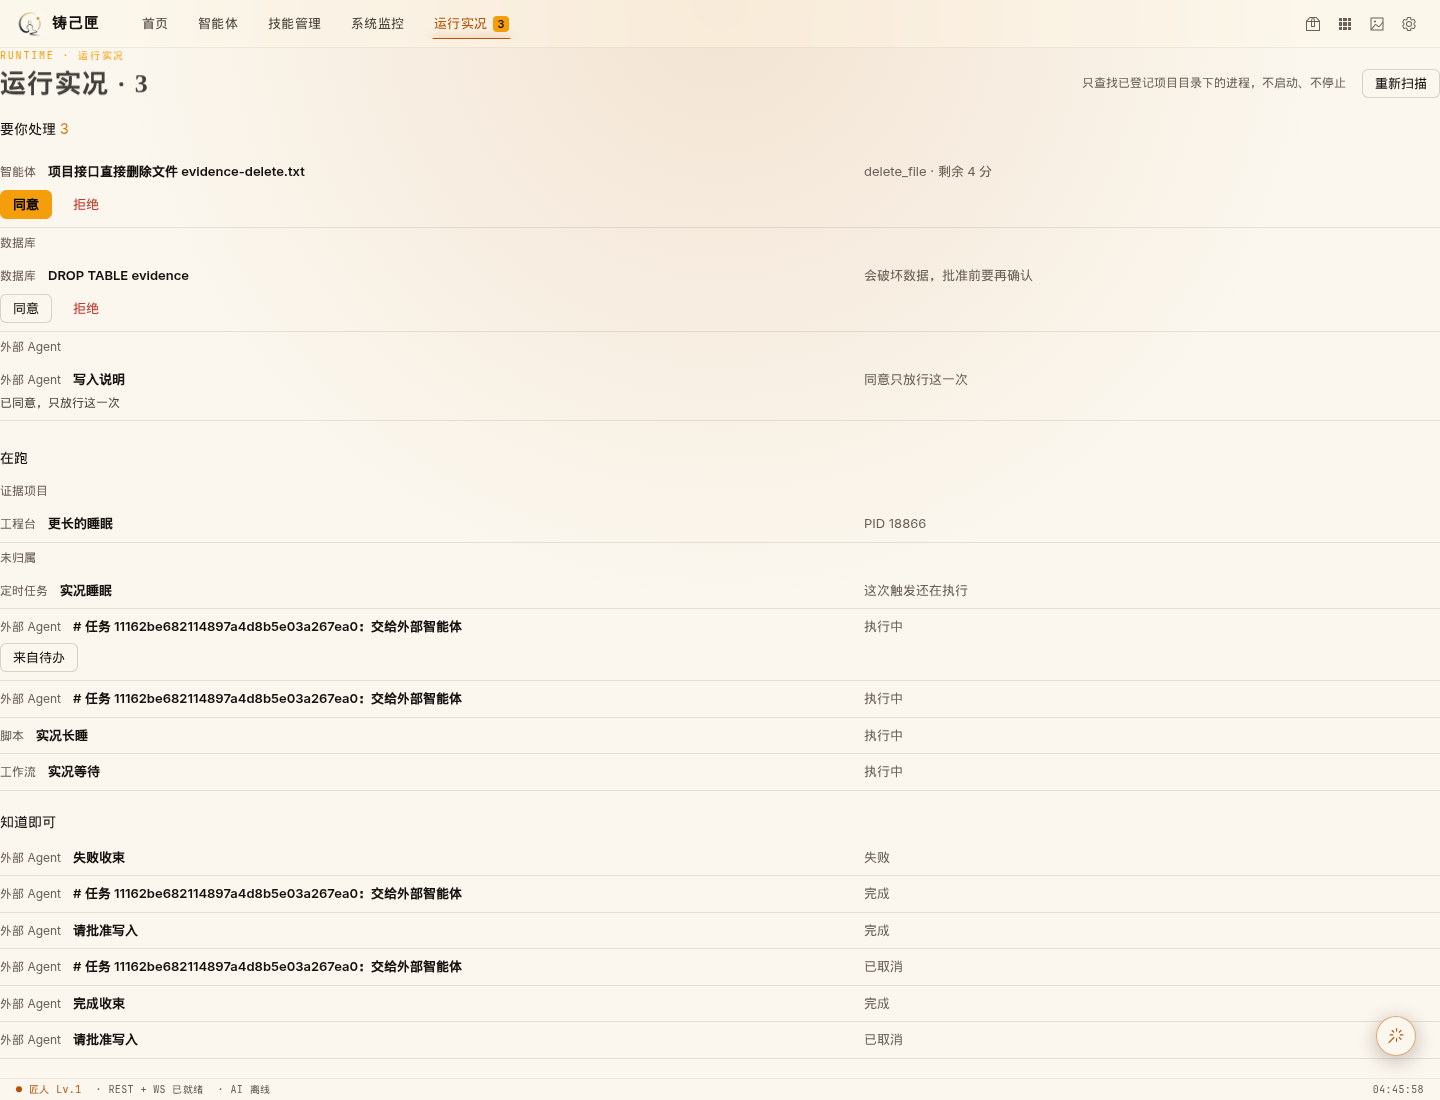 铸己匣 首页 智能体 技能管理 系统监控 运行实况 3
RUNTIME · 运行实况
运行实况 · 3
只查找已登记项目目录下的进程，不启动、不停止 重新扫描
要你处理 3
智能体 项目接口直接删除文件 evidence-delete.txt delete_file · 剩余 4 分
同意 拒绝
数据库
数据库 DROP TABLE evidence 会破坏数据，批准前要再确认
同意 拒绝
外部 Agent
外部 Agent 写入说明 同意只放行这一次
已同意，只放行这一次
在跑
证据项目
工程台 更长的睡眠 PID 18866
未归属
定时任务 实况睡眠 这次触发还在执行
外部 Agent # 任务 11162be682114897a4d8b5e03a267ea0：交给外部智能体 执行中
来自待办
外部 Agent # 任务 11162be682114897a4d8b5e03a267ea0：交给外部智能体 执行中
脚本 实况长睡 执行中
工作流 实况等待 执行中
知道即可
外部 Agent 失败收束 失败
外部 Agent # 任务 11162be682114897a4d8b5e03a267ea0：交给外部智能体 完成
外部 Agent 请批准写入 完成
外部 Agent # 任务 11162be682114897a4d8b5e03a267ea0：交给外部智能体 已取消
外部 Agent 完成收束 完成
外部 Agent 请批准写入 已取消
匠人 Lv.1 · REST + WS 已就绪 · AI 离线 04:45:58